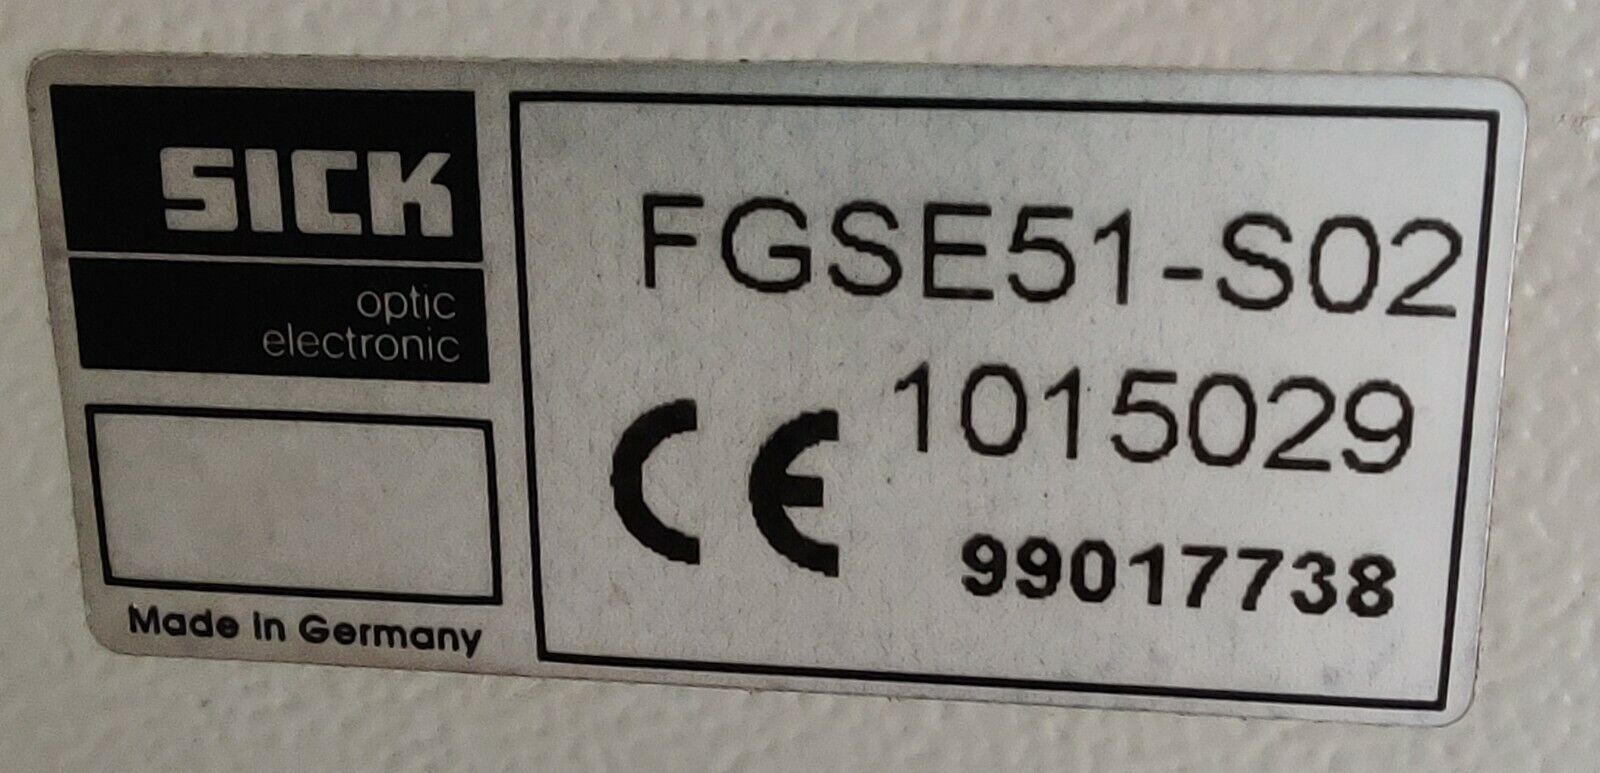 SICK
optic
electronic
Made in Germany
FGSE51-S02
1015029
CE
99017738